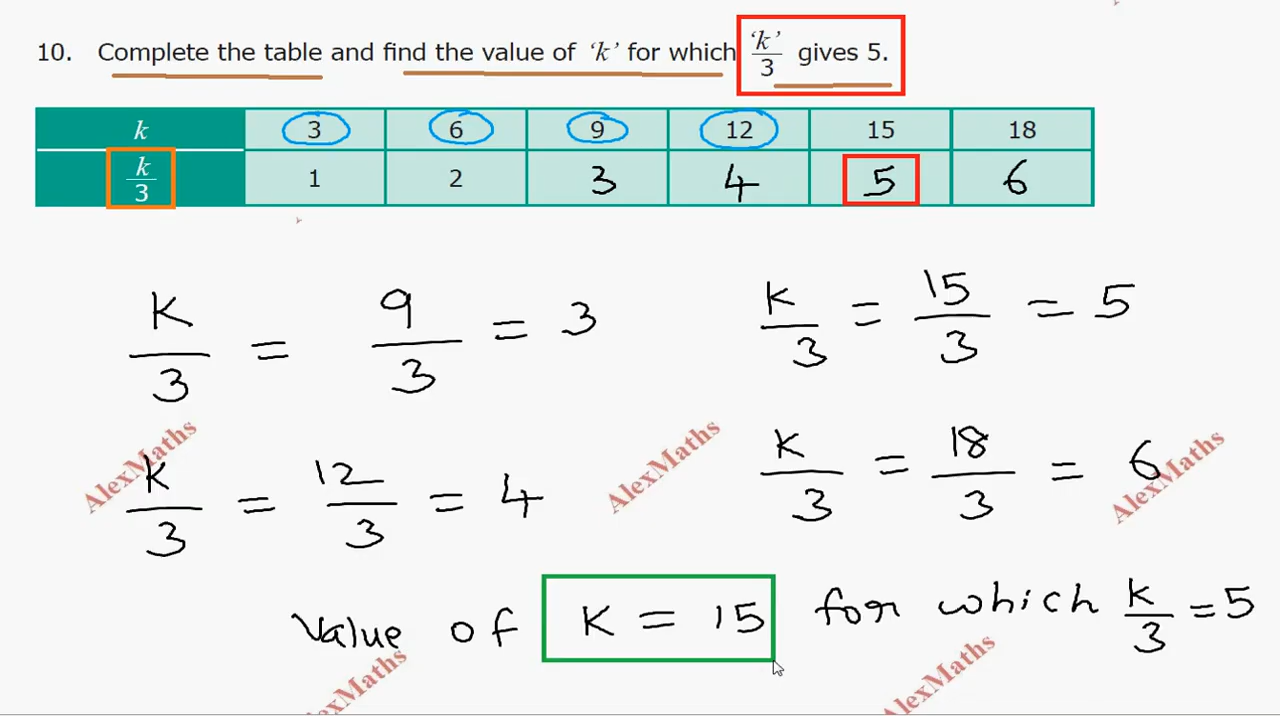 10. Complete the table and find the value of ‘k’ for which ‘k’/3 gives 5.
k 3 6 9 12 15 18
k/3 1 2 3 4 5 6
K/3 = 9/3 = 3
K/3 = 15/3 = 5
K/3 = 12/3 = 4
K/3 = 18/3 = 6
Value of K = 15 for which K/3 = 5
AlexMaths
AlexMaths
AlexMaths
AlexMaths
AlexMaths